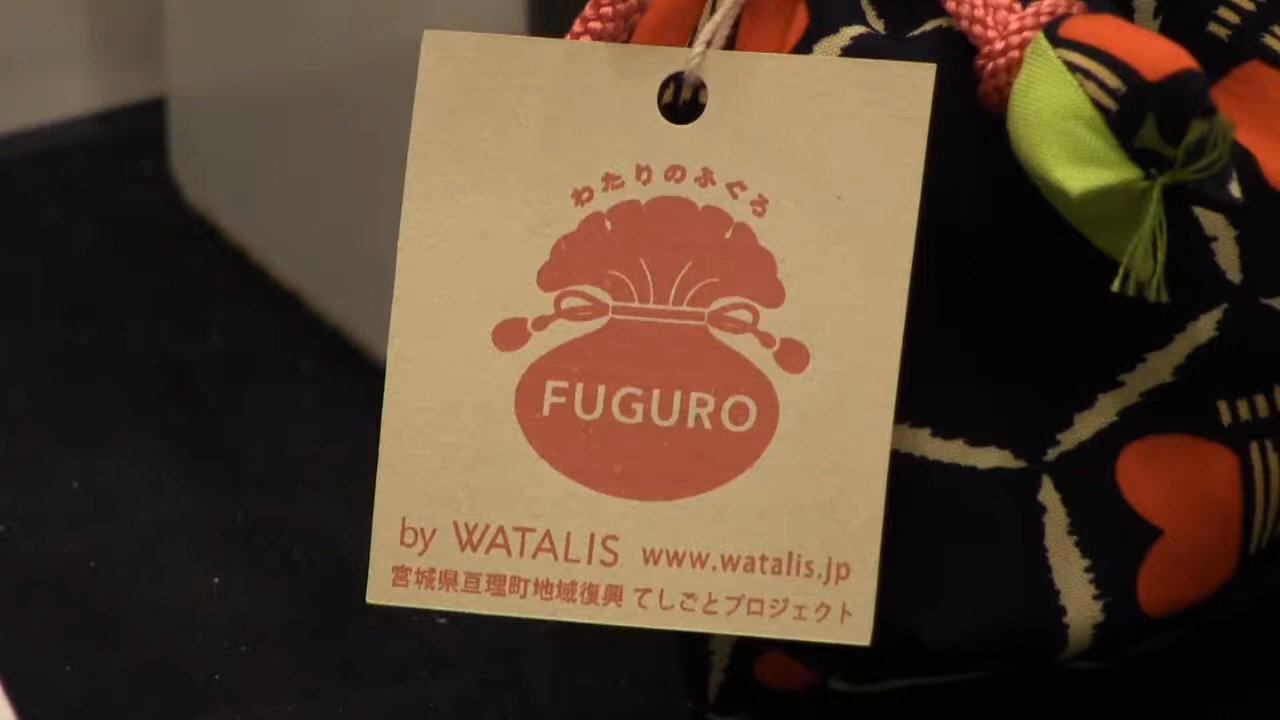 わたりのふぐろ
FUGURO
by WATALIS www.watalis.jp
宮城県亘理町地域復興 てしごとプロジェクト